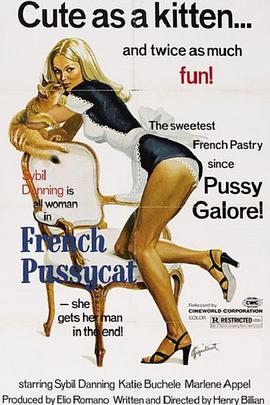 Cute as a kitten...
and twice as much
fun!
The sweetest
French Pastry
since
Pussy
Galore!
Sybil
Danning is
all woman
in
French
Pussycat
— she
gets her man
in the end!
Released by
CINEWORLD CORPORATION
COLOR
R RESTRICTED
CWC
starring Sybil Danning Katie Buchele Marlene Appel
Produced by Elio Romano Written and Directed by Henry Billian